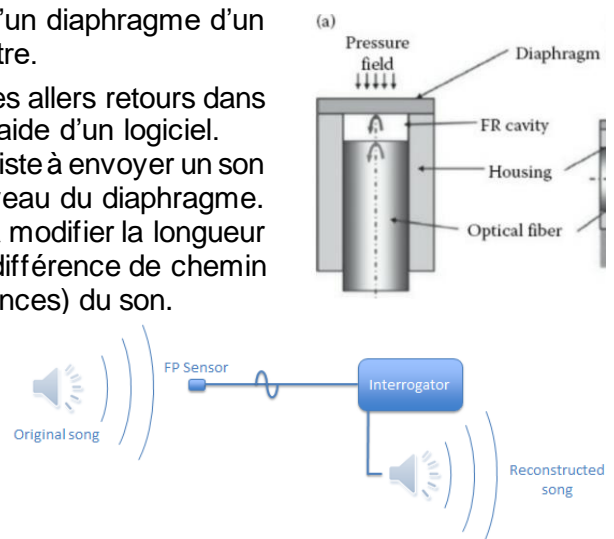 ’un diaphragme d’un
tre.
es allers retours dans
aide d’un logiciel.
iste à envoyer un son
veau du diaphragme.
modifier la longueur
différence de chemin
nces) du son.
(a)
Pressure
field
Diaphragm
FR cavity
Housing
Optical fiber
FP Sensor
Interrogator
Original song
Reconstructed
song